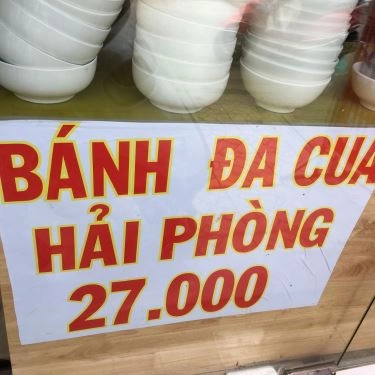 BÁNH ĐA CUA
HẢI PHÒNG
27.000